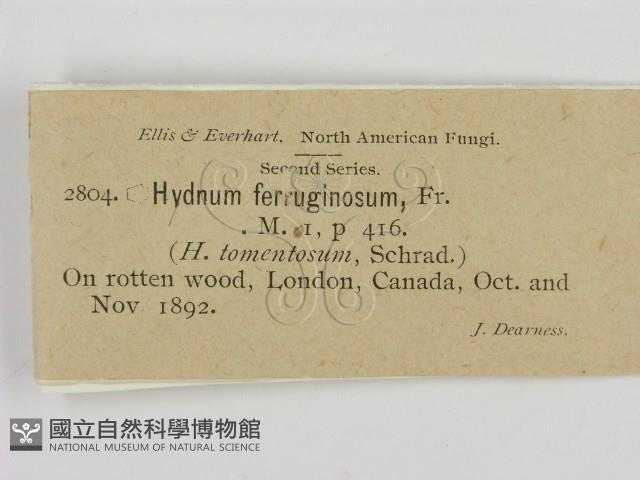 Ellis & Everhart. North American Fungi.
Second Series.
2804. Hydnum ferruginosum, Fr.
. M. 1, p 416.
(H. tomentosum, Schrad.)
On rotten wood, London, Canada, Oct. and
Nov 1892.
J. Dearness.
國立自然科學博物館
NATIONAL MUSEUM OF NATURAL SCIENCE